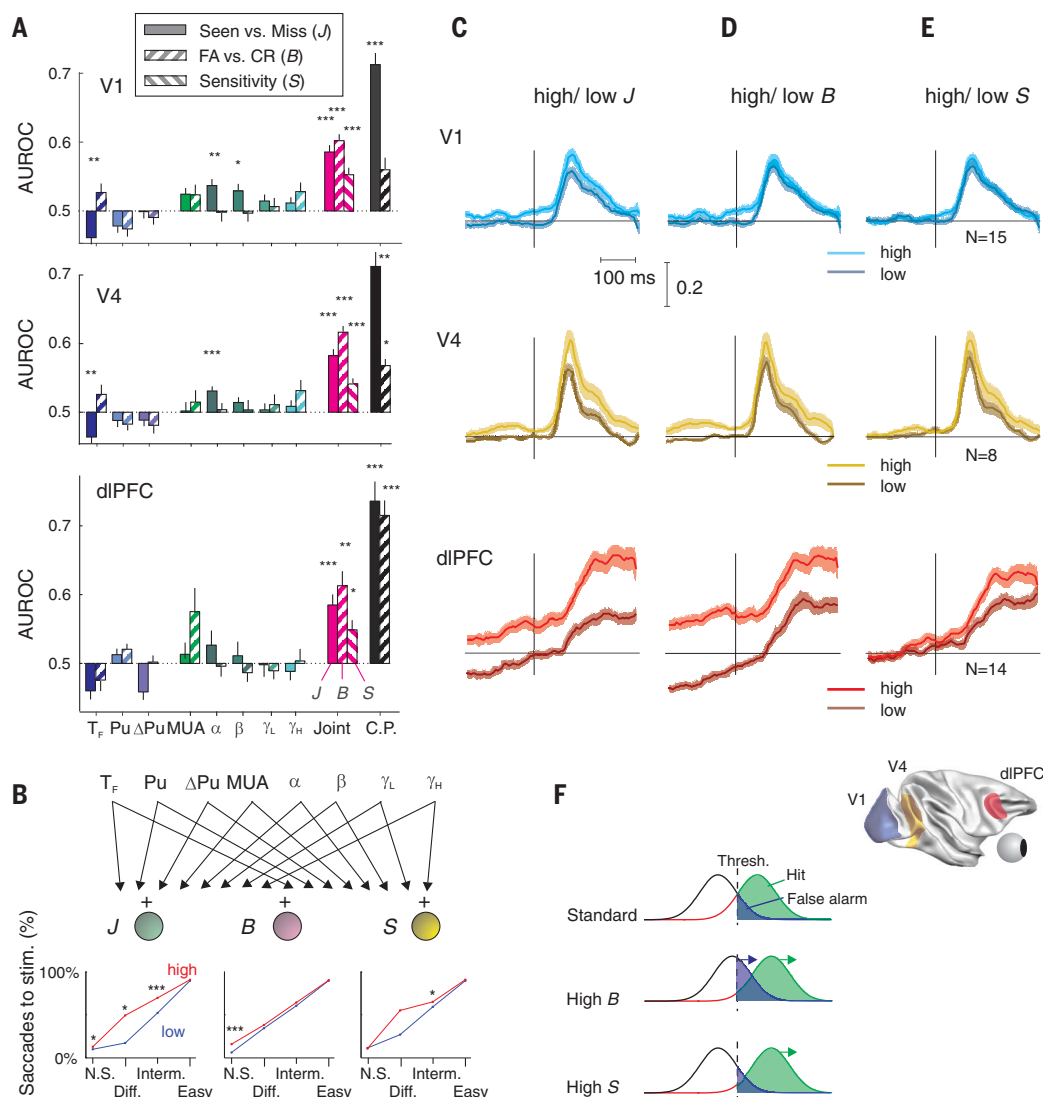 A
Seen vs. Miss (J)
FA vs. CR (B)
Sensitivity (S)
V1
AUROC
0.7
0.6
0.5
** ** * *** *** *** ***
V4
AUROC
0.7
0.6
0.5
** *** *** *** *** ** *
dlPFC
AUROC
0.7
0.6
0.5
*** ** * *** ***
J B S
TF Pu ΔPu MUA α β γL γH Joint C.P.
B
TF Pu ΔPu MUA α β γL γH
+ + +
J B S
Saccades to stim. (%)
100%
0%
high
low
* * ***
***
*
N.S. Interm.
Diff. Easy
N.S. Interm.
Diff. Easy
N.S. Interm.
Diff. Easy
C D E
high/ low J high/ low B high/ low S
V1
N=15
100 ms
0.2
high
low
V4
N=8
high
low
dlPFC
N=14
high
low
V4
dlPFC
V1
F
Thresh.
Hit
False alarm
Standard
High B
High S